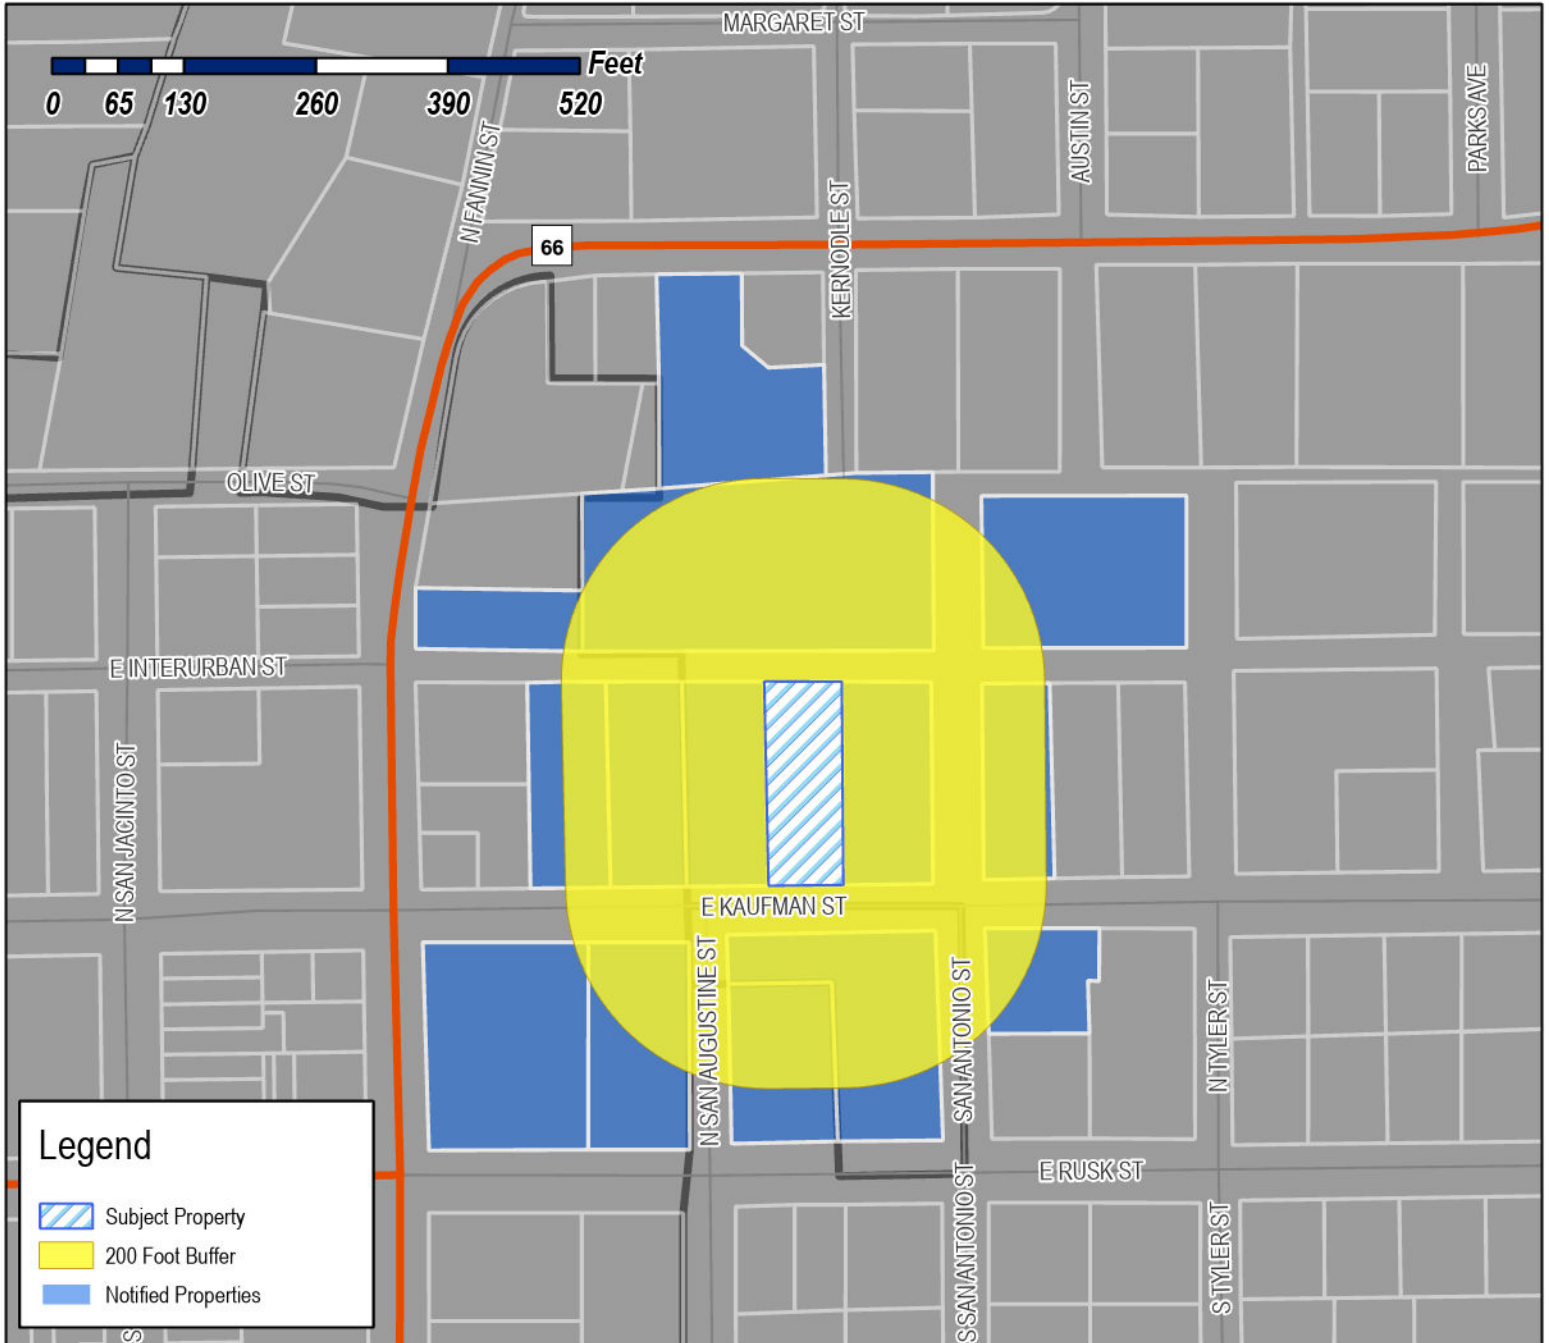 MARGARET ST
Feet
0 65 130 260 390 520
N FANNIN ST
AUSTIN ST
PARKS AVE
KERNODLE ST
66
OLIVE ST
E INTERURBAN ST
N SAN JACINTO ST
E KAUFMAN ST
N SAN AUGUSTINE ST
SAN ANTONIO ST
N TYLER ST
E RUSK ST
S SAN ANTONIO ST
S TYLER ST
Legend
Subject Property
200 Foot Buffer
Notified Properties
S